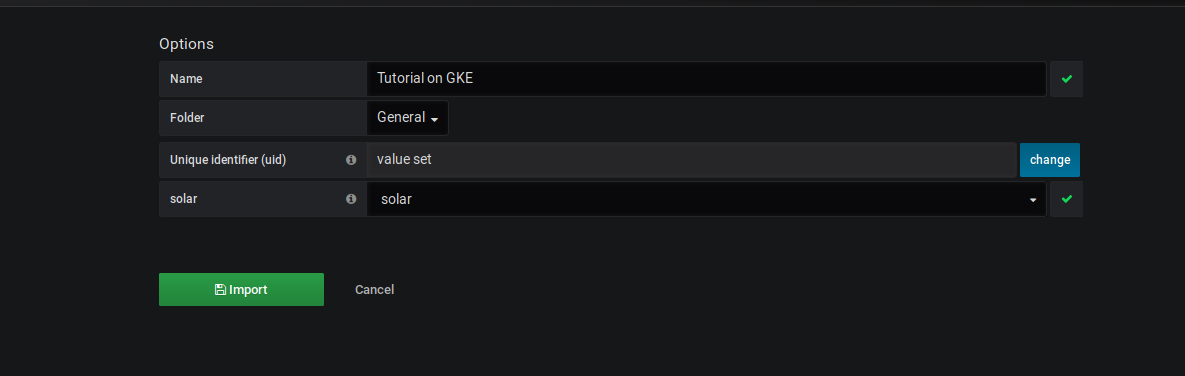 Options
Name Tutorial on GKE
Folder General
Unique identifier (uid) value set change
solar solar
Import Cancel